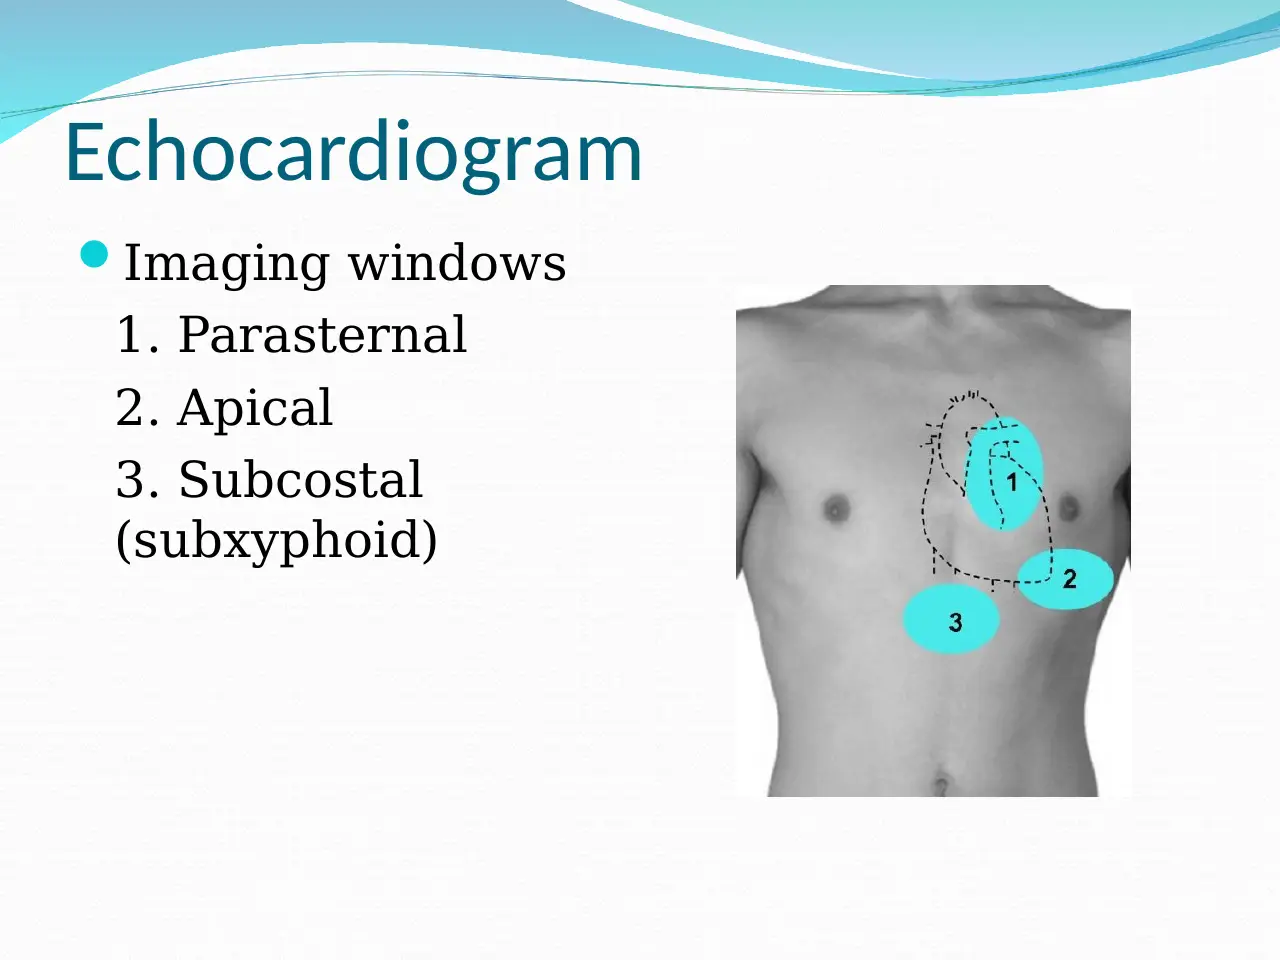 Echocardiogram
Imaging windows
1. Parasternal
2. Apical
3. Subcostal
(subxyphoid)
1
2
3